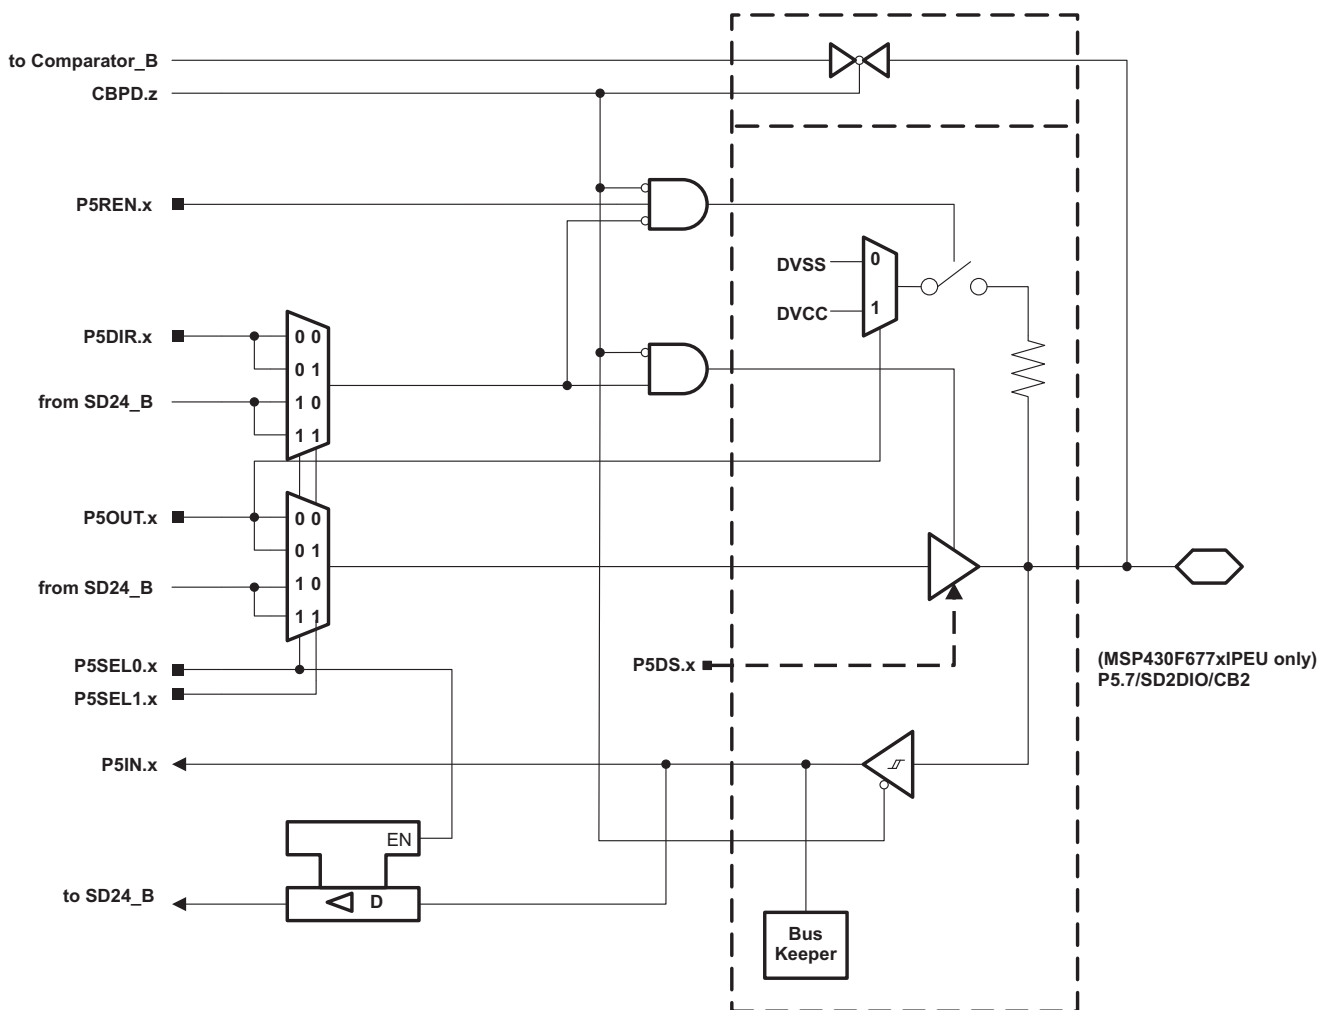 to Comparator_B
CBPD.z
P5REN.x
DVSS
0
DVCC
1
P5DIR.x
0 0
0 1
from SD24_B
1 0
1 1
P5OUT.x
0 0
0 1
from SD24_B
1 0
1 1
P5SEL0.x
P5SEL1.x
P5DS.x
(MSP430F677xIPEU only)
P5.7/SD2DIO/CB2
P5IN.x
EN
to SD24_B
D
Bus
Keeper